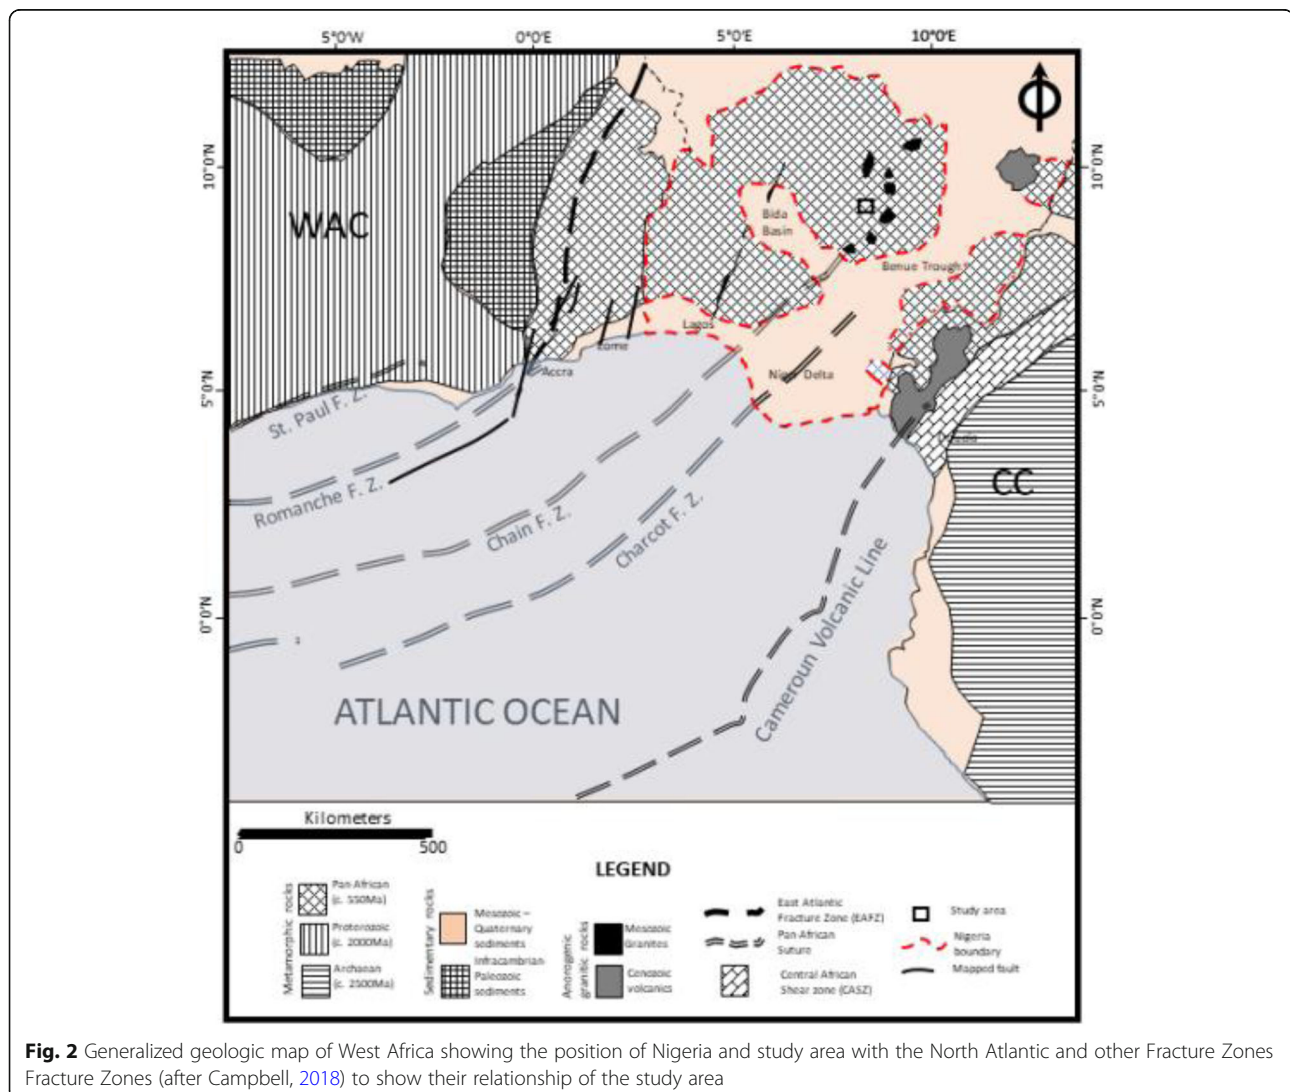 5°0'W 0°0'E 5°0'E 10°0'E
10°0'N
10°0'N
WAC
Bida
Basin
Benue Trough
Lagos
Lome
Accra
5°0'N
Niger Delta
5°0'N
St. Paul F. Z.
CC
Romanche F. Z.
Chain F. Z.
Charcot F. Z.
Cameroun Volcanic Line
0°0'N
0°0'N
ATLANTIC OCEAN
Kilometers
0 500
LEGEND
Metamorphic rocks
Pan-African
(c. 550Ma)
Proterozoic
(c. 2000Ma)
Archaean
(c. 2500Ma)
Sedimentary rocks
Mesozoic –
Quaternary
sediments
Infracambrian-
Paleozoic
sediments
Anorogenic
granitic rocks
Mesozoic
Granites
Cenozoic
volcanics
East Atlantic
Fracture Zone (EAFZ)
Pan-African
Suture
Central African
Shear zone (CASZ)
Study area
Nigeria
boundary
Mapped fault
Fig. 2 Generalized geologic map of West Africa showing the position of Nigeria and study area with the North Atlantic and other Fracture Zones
Fracture Zones (after Campbell, 2018) to show their relationship of the study area